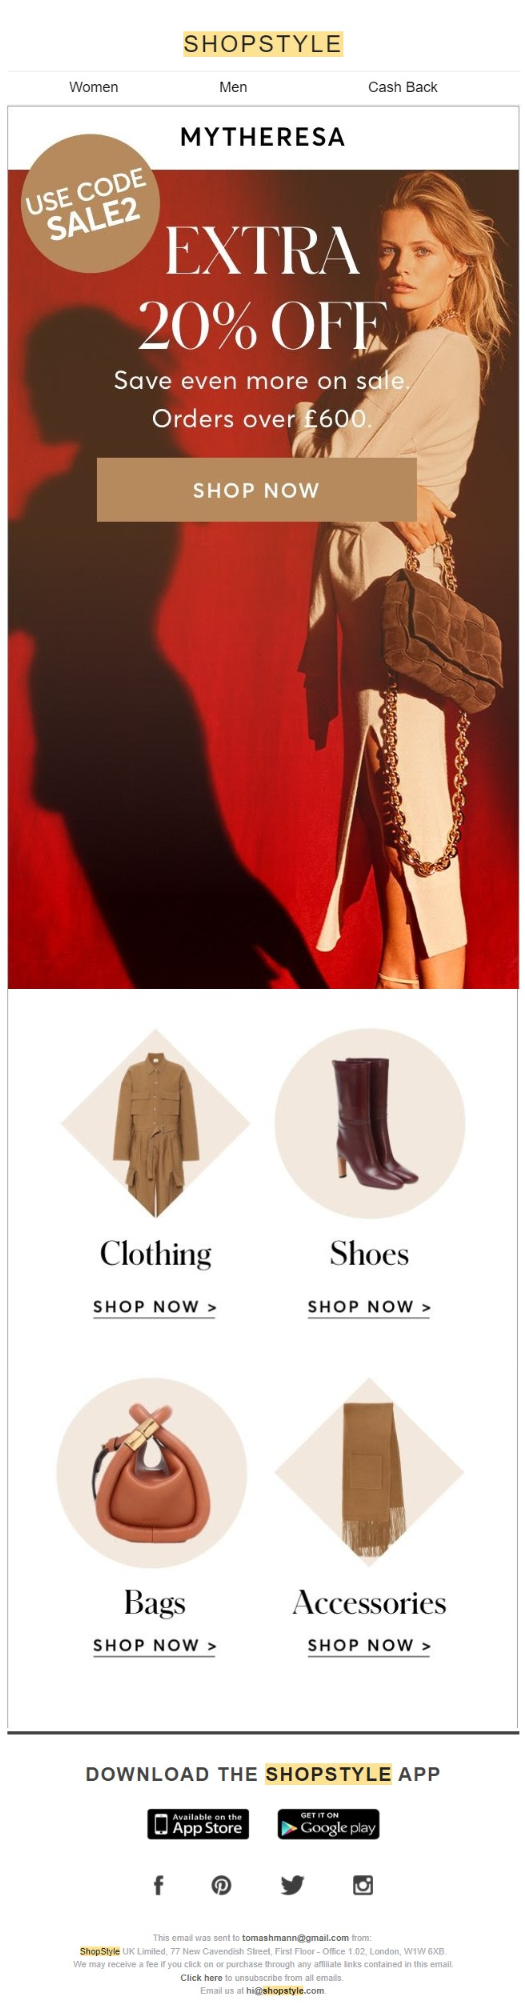 SHOPSTYLE
Women Men Cash Back
MYTHERESA
USE CODE
SALE2
EXTRA
20% OFF
Save even more on sale.
Orders over £600.
SHOP NOW
Clothing Shoes
SHOP NOW > SHOP NOW >
Bags Accessories
SHOP NOW > SHOP NOW >
DOWNLOAD THE SHOPSTYLE APP
Available on the
App Store
GET IT ON
Google play
This email was sent to tomashmann@gmail.com from:
ShopStyle UK Limited, 77 New Cavendish Street, First Floor - Office 1.02, London, W1W 6XB.
We may receive a fee if you click on or purchase through any affiliate links contained in this email.
Click here to unsubscribe from all emails.
Email us at hi@shopstyle.com.